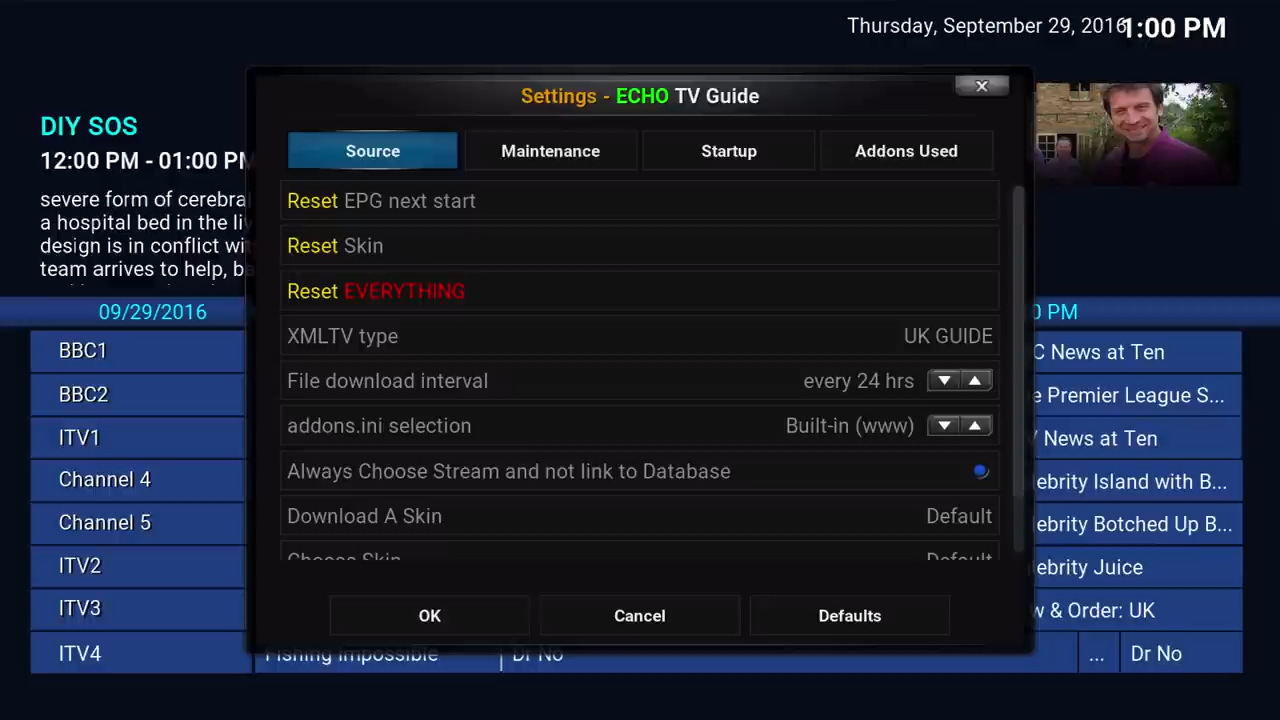 Thursday, September 29, 2016
1:00 PM
Settings - ECHO TV Guide
DIY SOS
12:00 PM - 01:00 PM
severe form of cerebral
a hospital bed in the
design is in conflict
team arrives to help,
Source
Maintenance
Startup
Addons Used
Reset EPG next start
Reset Skin
Reset EVERYTHING
XMLTV type UK GUIDE
File download interval every 24 hrs
addons.ini selection Built-in (www)
Always Choose Stream and not link to Database
Download A Skin Default
Choose Skin Default
OK
Cancel
Defaults
09/29/2016
PM
BBC1
News at Ten
BBC2
Premier League S...
ITV1
News at Ten
Channel 4
ebrity Island with B...
Channel 5
ebrity Botched Up B...
ITV2
ebrity Juice
ITV3
& Order: UK
ITV4
Fishing Impossible
Dr No
...
Dr No